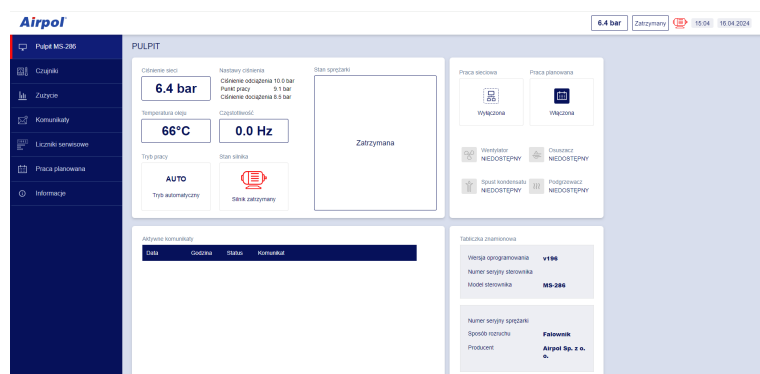 Airpol
6.4 bar
Zatrzymany
15:04
16.04.2024
Pulpit MS-286
Czujniki
Zużycie
Komunikaty
Liczniki serwisowe
Praca planowana
Informacje
PULPIT
Ciśnienie sieci
6.4 bar
Nastawy ciśnienia
Ciśnienie odciążenia 10.0 bar
Punkt pracy 9.1 bar
Ciśnienie dociążenia 8.5 bar
Temperatura oleju
66°C
Częstotliwość
0.0 Hz
Tryb pracy
AUTO
Tryb automatyczny
Stan silnika
Silnik zatrzymany
Stan sprężarki
Zatrzymana
Praca sieciowa
Wyłączona
Praca planowana
Włączona
Wentylator
NIEDOSTĘPNY
Osuszacz
NIEDOSTĘPNY
Spust kondensatu
NIEDOSTĘPNY
Podgrzewacz
NIEDOSTĘPNY
Aktywne komunikaty
Data Godzina Status Komunikat
Tabliczka znamionowa
Wersja oprogramowania v196
Numer seryjny sterownika
Model sterownika MS-286
Numer seryjny sprężarki
Sposób rozruchu Falownik
Producent Airpol Sp. z o.
o.